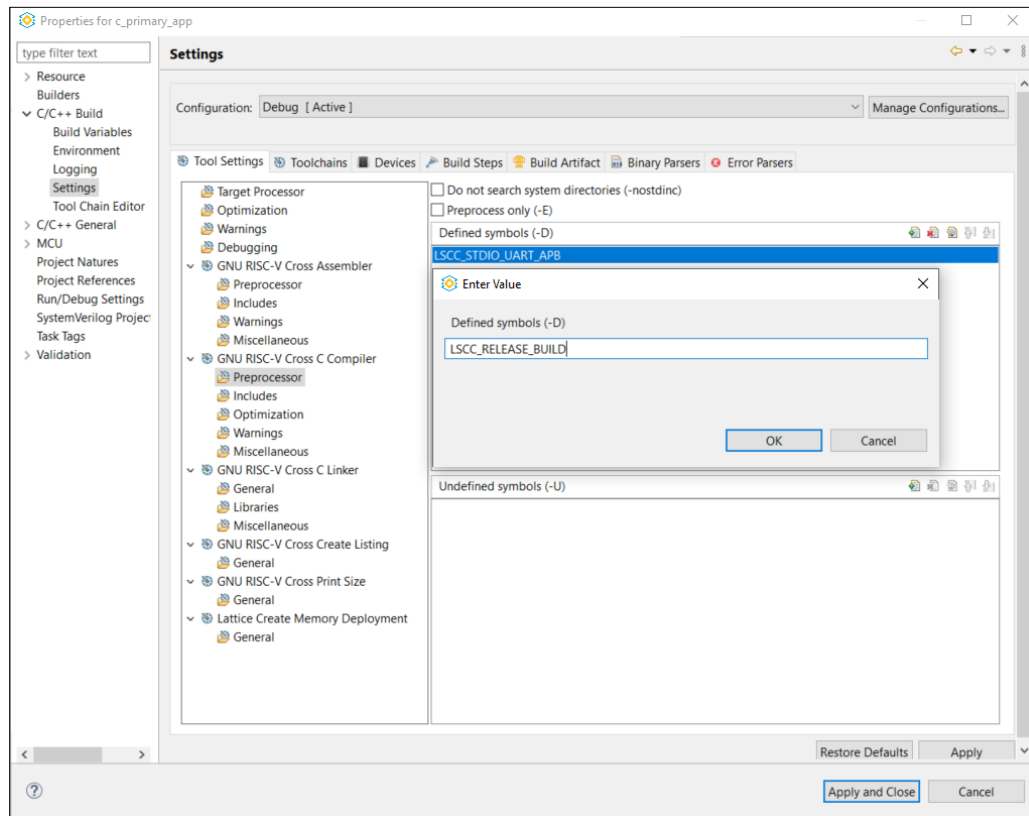 Properties for c_primary_app
type filter text
Resource
Builders
C/C++ Build
Build Variables
Environment
Logging
Settings
Tool Chain Editor
C/C++ General
MCU
Project Natures
Project References
Run/Debug Settings
SystemVerilog Projec
Task Tags
Validation
Settings
Configuration: Debug [ Active ]
Manage Configurations...
Tool Settings Toolchains Devices Build Steps Build Artifact Binary Parsers Error Parsers
Target Processor
Optimization
Warnings
Debugging
GNU RISC-V Cross Assembler
Preprocessor
Includes
Warnings
Miscellaneous
GNU RISC-V Cross C Compiler
Preprocessor
Includes
Optimization
Warnings
Miscellaneous
GNU RISC-V Cross C Linker
General
Libraries
Miscellaneous
GNU RISC-V Cross Create Listing
General
GNU RISC-V Cross Print Size
General
Lattice Create Memory Deployment
General
Do not search system directories (-nostdinc)
Preprocess only (-E)
Defined symbols (-D)
LSCC_STDIO_UART_APB
Enter Value
Defined symbols (-D)
LSCC_RELEASE_BUILD
OK Cancel
Undefined symbols (-U)
Restore Defaults Apply
Apply and Close Cancel